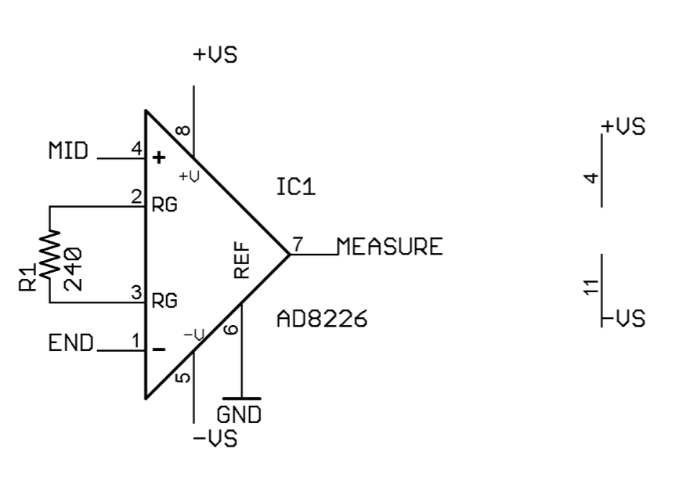 +VS
+VS
8
MID
4
+
+V
4
IC1
2
RG
7
MEASURE
REF
R1
240
3
RG
11
AD8226
-VS
-V
6
END
1
-
5
GND
-VS